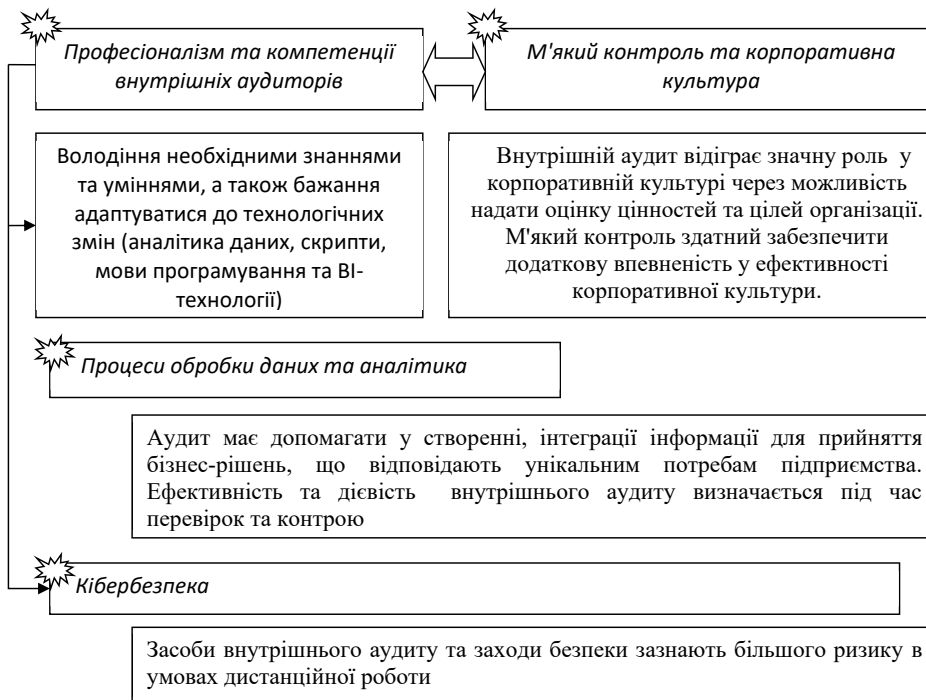 Професіоналізм та компетенції
внутрішніх аудиторів
М'який контроль та корпоративна
культура
Володіння необхідними знаннями
та уміннями, а також бажання
адаптуватися до технологічних
змін (аналітика даних, скрипти,
мови програмування та ВІ-
технології)
Внутрішній аудит відіграє значну роль у
корпоративній культурі через можливість
надати оцінку цінностей та цілей організації.
М'який контроль здатний забезпечити
додаткову впевненість у ефективності
корпоративної культури.
Процеси обробки даних та аналітика
Аудит має допомагати у створенні, інтеграції інформації для прийняття
бізнес-рішень, що відповідають унікальним потребам підприємства.
Ефективність та дієвість внутрішнього аудиту визначається під час
перевірок та контрою
Кібербезпека
Засоби внутрішнього аудиту та заходи безпеки зазнають більшого ризику в
умовах дистанційної роботи